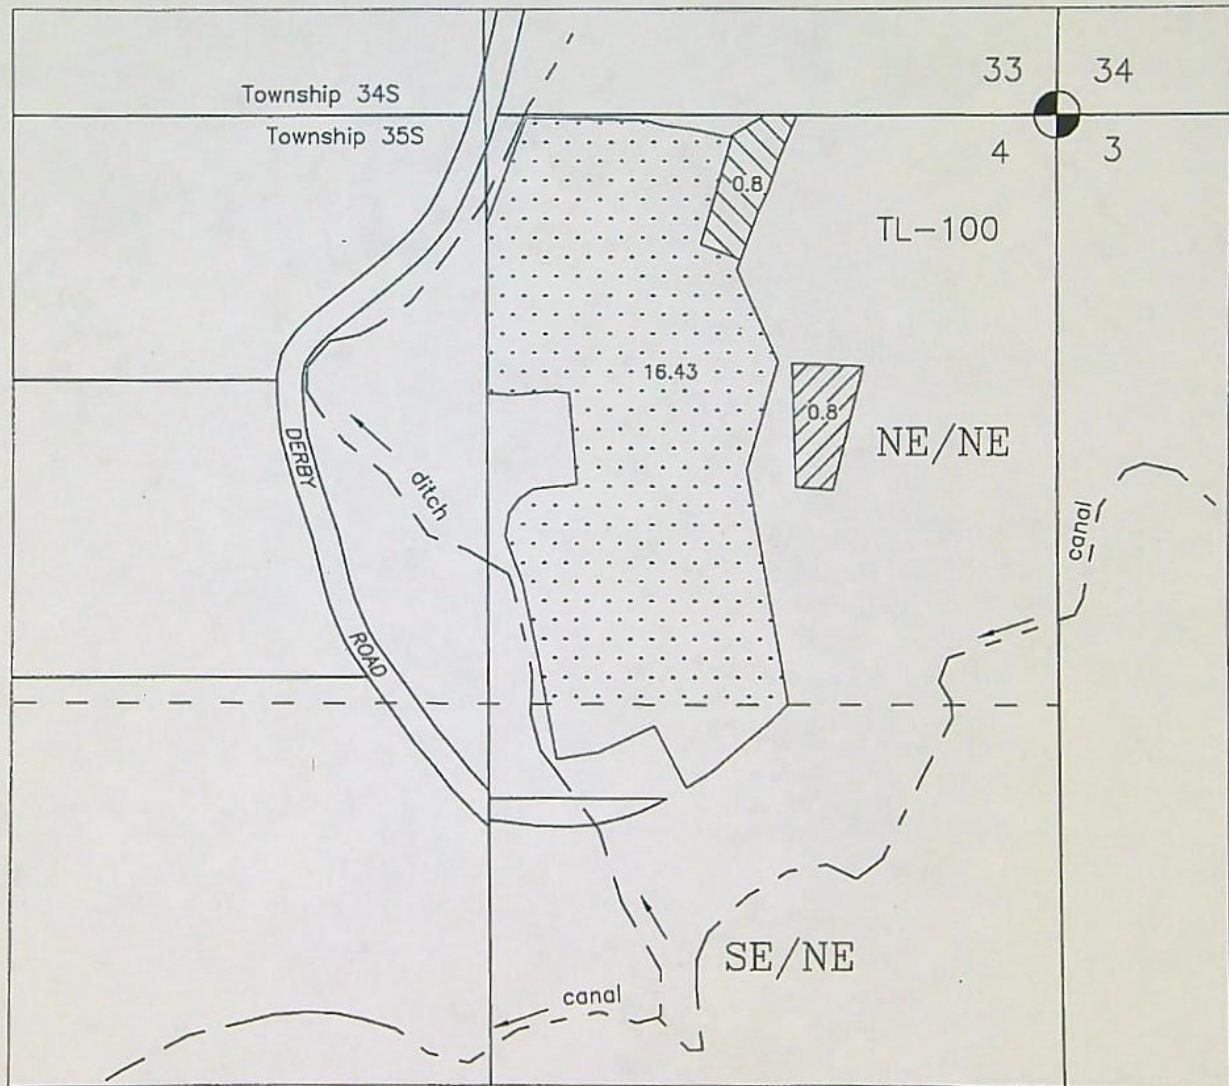 33 34
Township 34S
Township 35S
4 3
0.8
TL-100
16.43
0.8
NE/NE
DERBY
ditch
canal
ROAD
SE/NE
canal